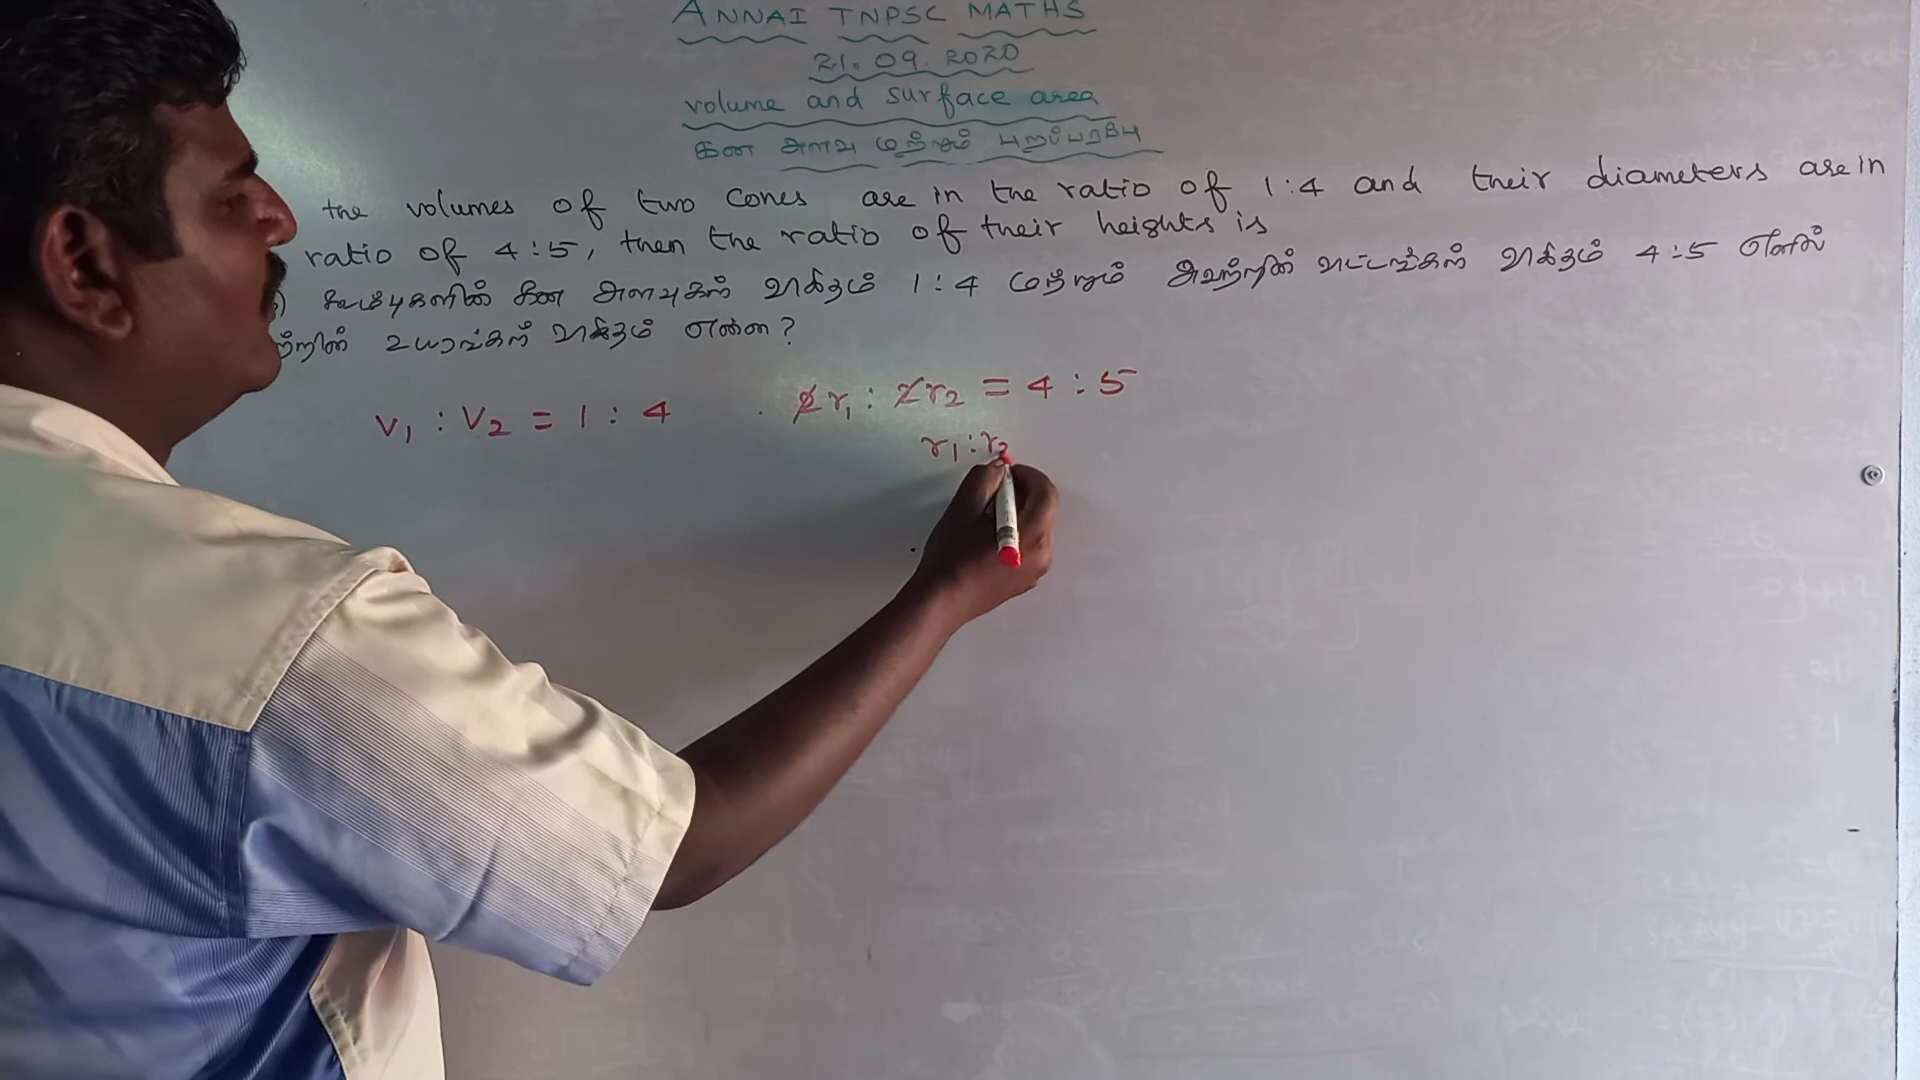 ANNAI TNPSC MATHS
21.09.2020
volume and surface area
கன அளவு மற்றும் புறப்பரப்பு
the volumes of two cones are in the ratio of 1:4 and their diameters are in
ratio of 4:5, then the ratio of their heights is
கூம்புகளின் கன அளவுகள் விகிதம் 1:4 மற்றும் அவற்றின் விட்டங்கள் விகிதம் 4:5 எனில்
ற்றின் உயரங்கள் விகிதம் என்ன?
2r₁ : 2r₂ = 4 : 5
V₁ : V₂ = 1 : 4
r₁ : r₂